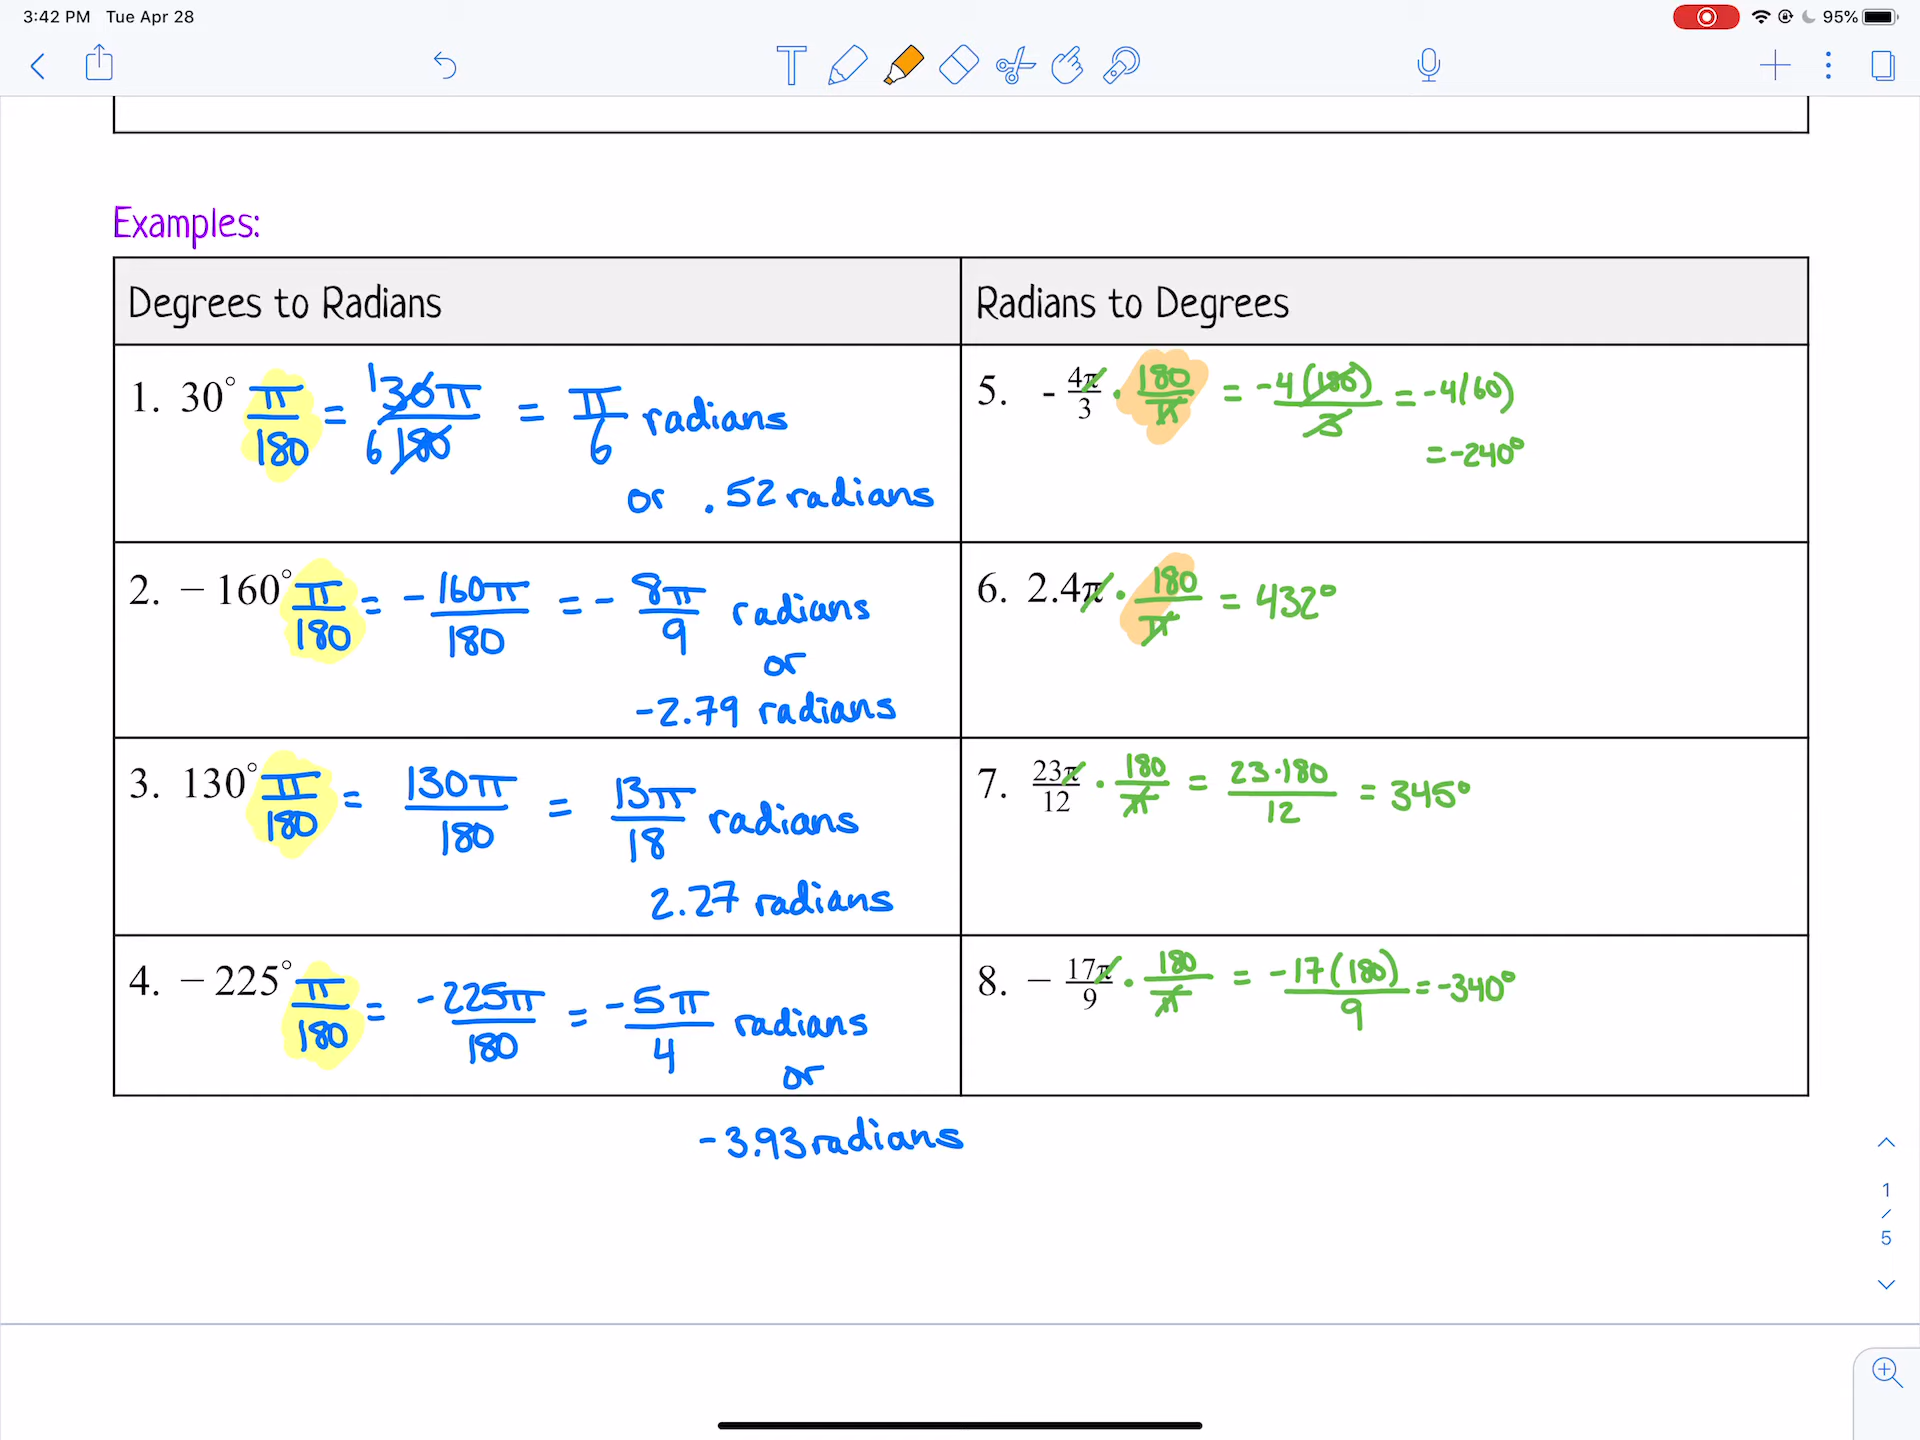 3:42 PM Tue Apr 28
95%
T
Examples:
Degrees to Radians
Radians to Degrees
1. 30° π/180 = 1 30π / 6 180 = π/6 radians
or .52 radians
2. − 160° π/180 = - 160π/180 = - 8π/9 radians
or
-2.79 radians
3. 130° π/180 = 130π/180 = 13π/18 radians
2.27 radians
4. − 225° π/180 = -225π/180 = -5π/4 radians
or
-3.93 radians
5. - 4π/3 · 180/π = -4(180)/3 = -4(60)
= -240°
6. 2.4π · 180/π = 432°
7. 23π/12 · 180/π = 23·180/12 = 345°
8. − 17π/9 · 180/π = -17(180)/9 = -340°
1
/
5